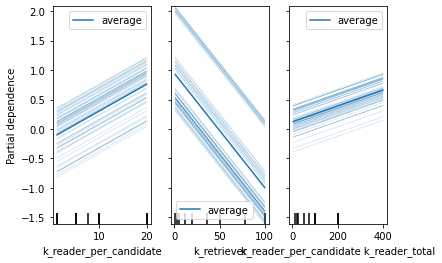 average
average
2.0
1.5
1.0
0.5
0.0
−0.5
−1.0
−1.5
Partial dependence
average
10 20 0 50 100 0 200 400
k_reader_per_candidate k_retriever k_reader_per_candidate k_reader_total